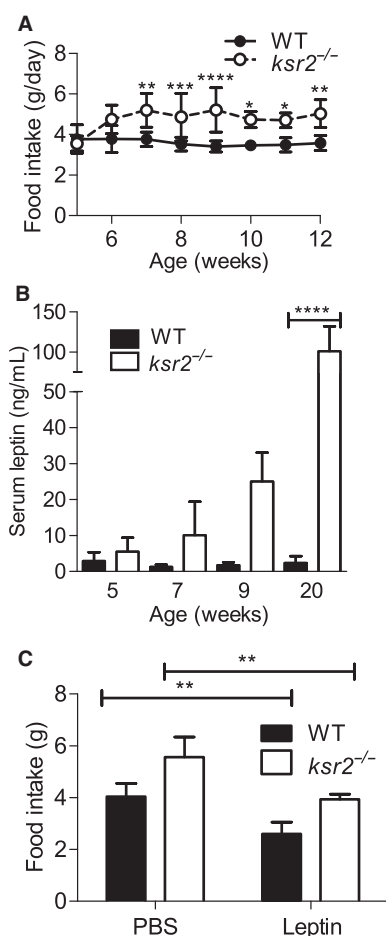 A
WT
ksr2⁻/⁻
Food intake (g/day)
8
6
4
2
0
** *** **** * * **
6 8 10 12
Age (weeks)
B
WT
ksr2⁻/⁻
Serum leptin (ng/mL)
150
100
50
40
30
20
10
0
****
5 7 9 20
Age (weeks)
C
**
**
WT
ksr2⁻/⁻
Food intake (g)
8
6
4
2
0
PBS Leptin